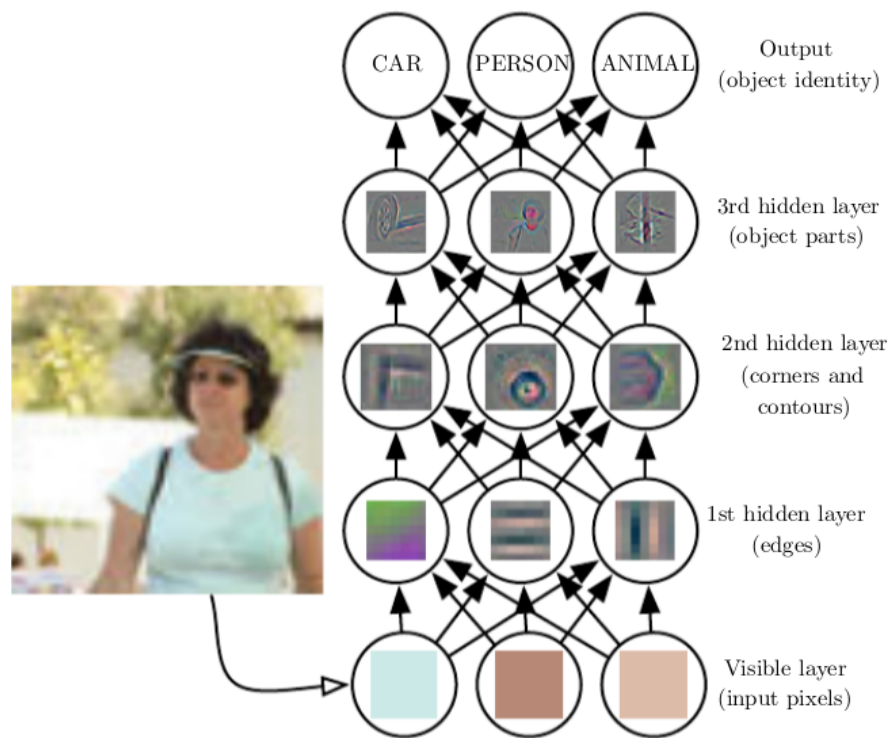 CAR PERSON ANIMAL
Output
(object identity)
3rd hidden layer
(object parts)
2nd hidden layer
(corners and
contours)
1st hidden layer
(edges)
Visible layer
(input pixels)